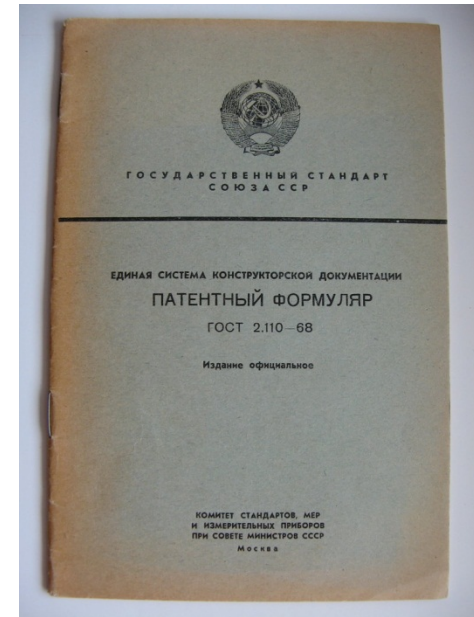 ГОСУДАРСТВЕННЫЙ СТАНДАРТ
СОЮЗА ССР
ЕДИНАЯ СИСТЕМА КОНСТРУКТОРСКОЙ ДОКУМЕНТАЦИИ
ПАТЕНТНЫЙ ФОРМУЛЯР
ГОСТ 2.110—68
Издание официальное
КОМИТЕТ СТАНДАРТОВ, МЕР
И ИЗМЕРИТЕЛЬНЫХ ПРИБОРОВ
ПРИ СОВЕТЕ МИНИСТРОВ СССР
Москва